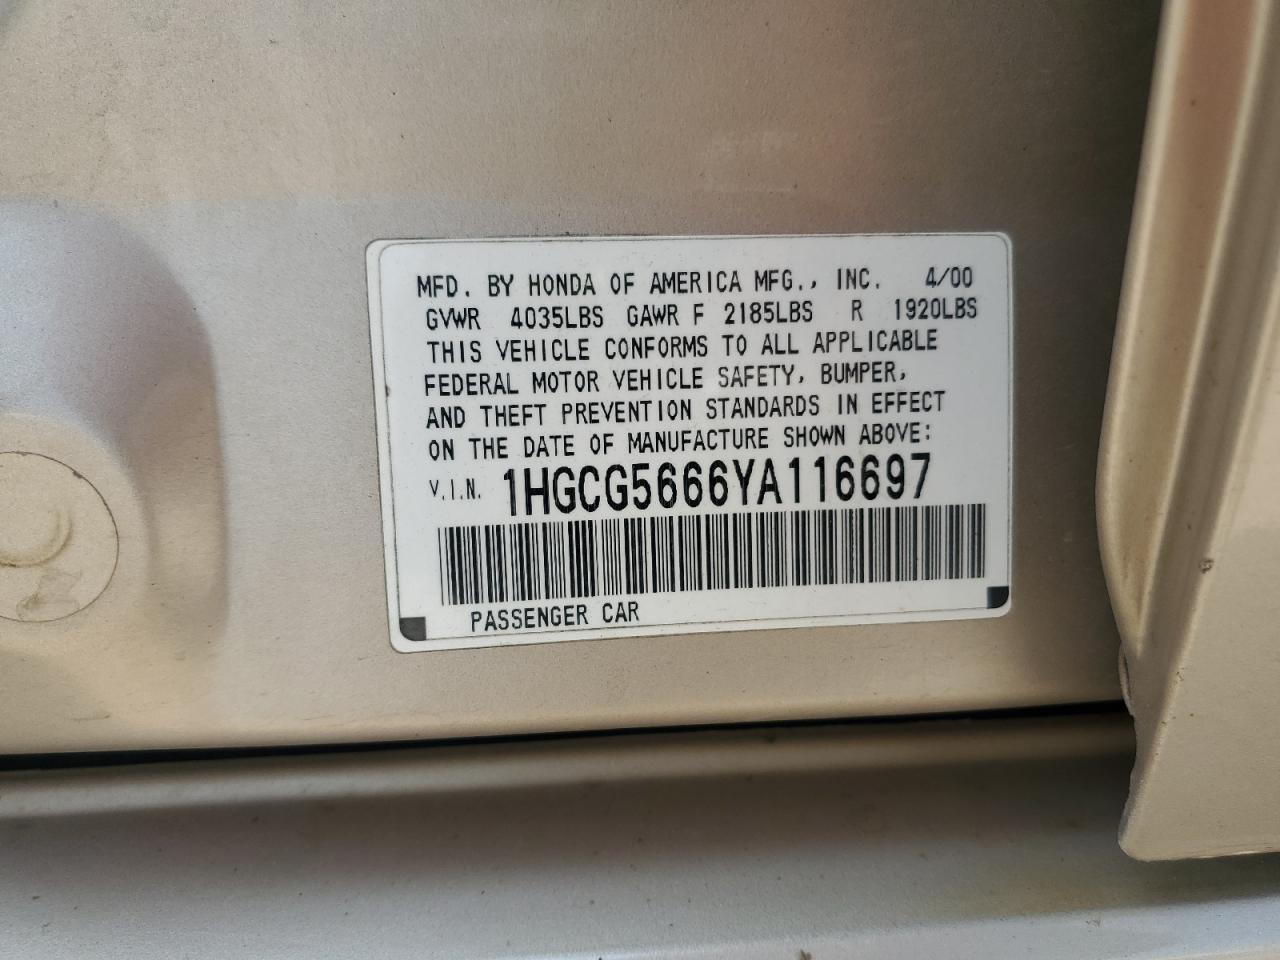 MFD. BY HONDA OF AMERICA MFG., INC. 4/00
GVWR 4035LBS GAWR F 2185LBS R 1920LBS
THIS VEHICLE CONFORMS TO ALL APPLICABLE
FEDERAL MOTOR VEHICLE SAFETY, BUMPER,
AND THEFT PREVENTION STANDARDS IN EFFECT
ON THE DATE OF MANUFACTURE SHOWN ABOVE:
V.I.N. 1HGCG5666YA116697
PASSENGER CAR